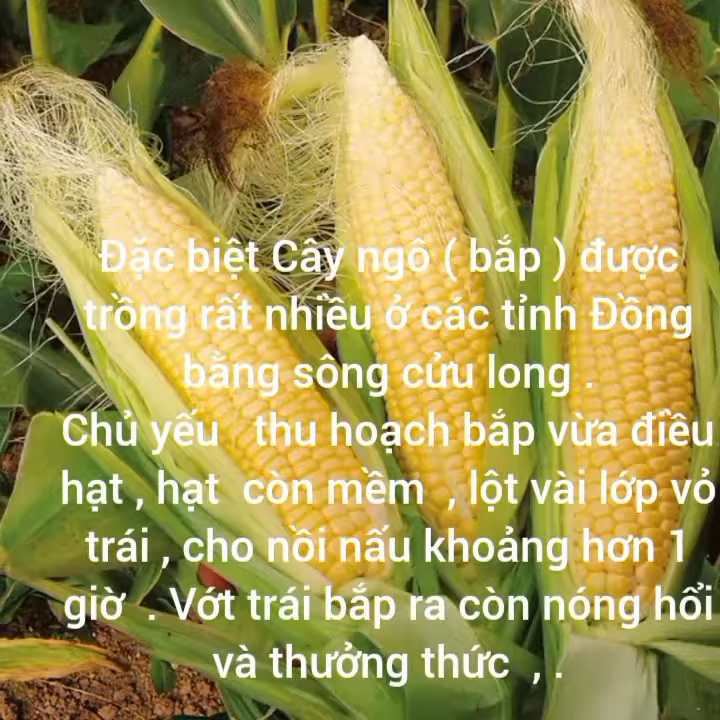 Đặc biệt Cây ngô ( bắp ) được
trồng rất nhiều ở các tỉnh Đồng
bằng sông cửu long .
Chủ yếu thu hoạch bắp vừa điều
hạt , hạt còn mềm , lột vài lớp vỏ
trái , cho nồi nấu khoảng hơn 1
giờ . Vớt trái bắp ra còn nóng hổi
và thưởng thức , .